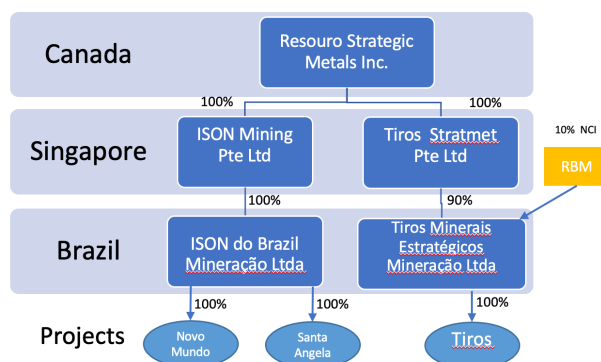 Canada
Resouro Strategic
Metals Inc.
100%
100%
Singapore
ISON Mining
Pte Ltd
Tiros Stratmet
Pte Ltd
10% NCI
RBM
100%
90%
Brazil
ISON do Brazil
Mineração Ltda
Tiros Minerais
Estratégicos
Mineração Ltda
100%
100%
100%
Projects
Novo
Mundo
Santa
Angela
Tiros